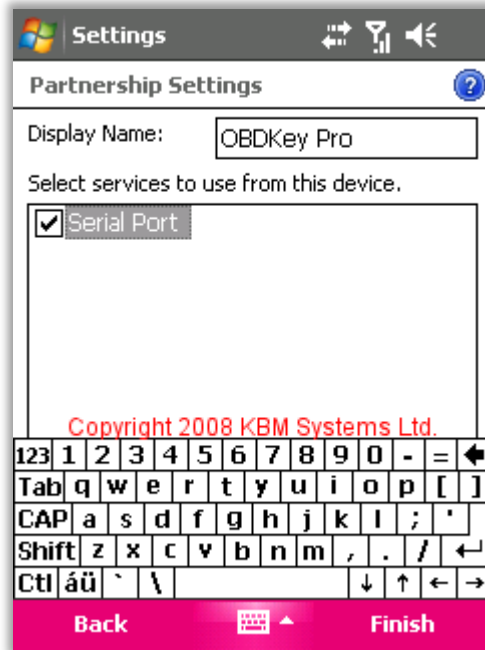 Settings
Partnership Settings ?
Display Name: OBDKey Pro
Select services to use from this device.
Serial Port
Copyright 2008 KBM Systems Ltd.
123 1 2 3 4 5 6 7 8 9 0 - = ←
Tab q w e r t y u i o p [ ]
CAP a s d f g h j k l ; '
Shift z x c v b n m , . / ↵
Ctl áü ` \ ↓ ↑ ← →
Back Finish